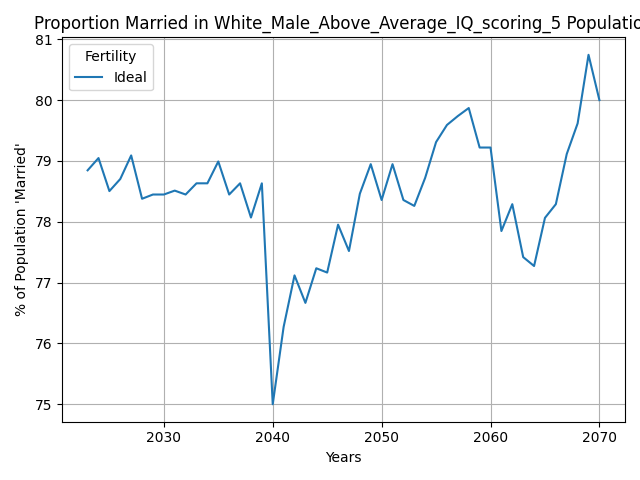 Proportion Married in White_Male_Above_Average_IQ_scoring_5 Populatio
81
80
79
78
77
76
75
% of Population 'Married'
Fertility
Ideal
2030 2040 2050 2060 2070
Years